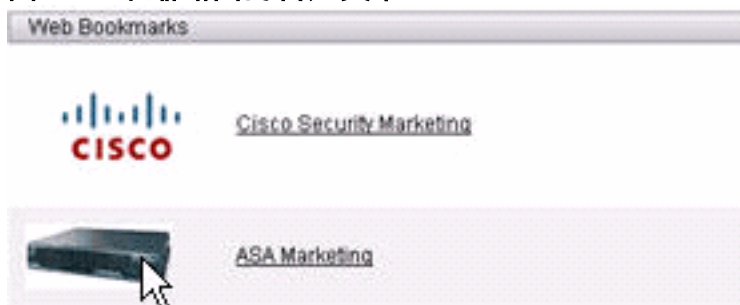 Web Bookmarks
CISCO
Cisco Security Marketing
ASA Marketing